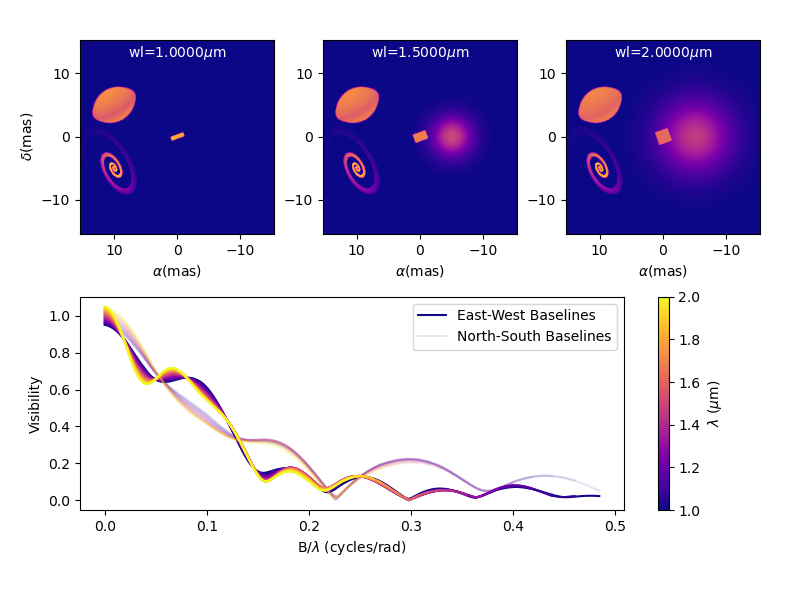 wl=1.0000μm
wl=1.5000μm
wl=2.0000μm
δ(mas)
10
0
−10
10
0
−10
10
0
−10
10 0 −10
10 0 −10
10 0 −10
α(mas)
α(mas)
α(mas)
Visibility
1.0
0.8
0.6
0.4
0.2
0.0
East-West Baselines
North-South Baselines
0.0 0.1 0.2 0.3 0.4 0.5
B/λ (cycles/rad)
2.0
1.8
1.6
1.4
1.2
1.0
λ (μm)